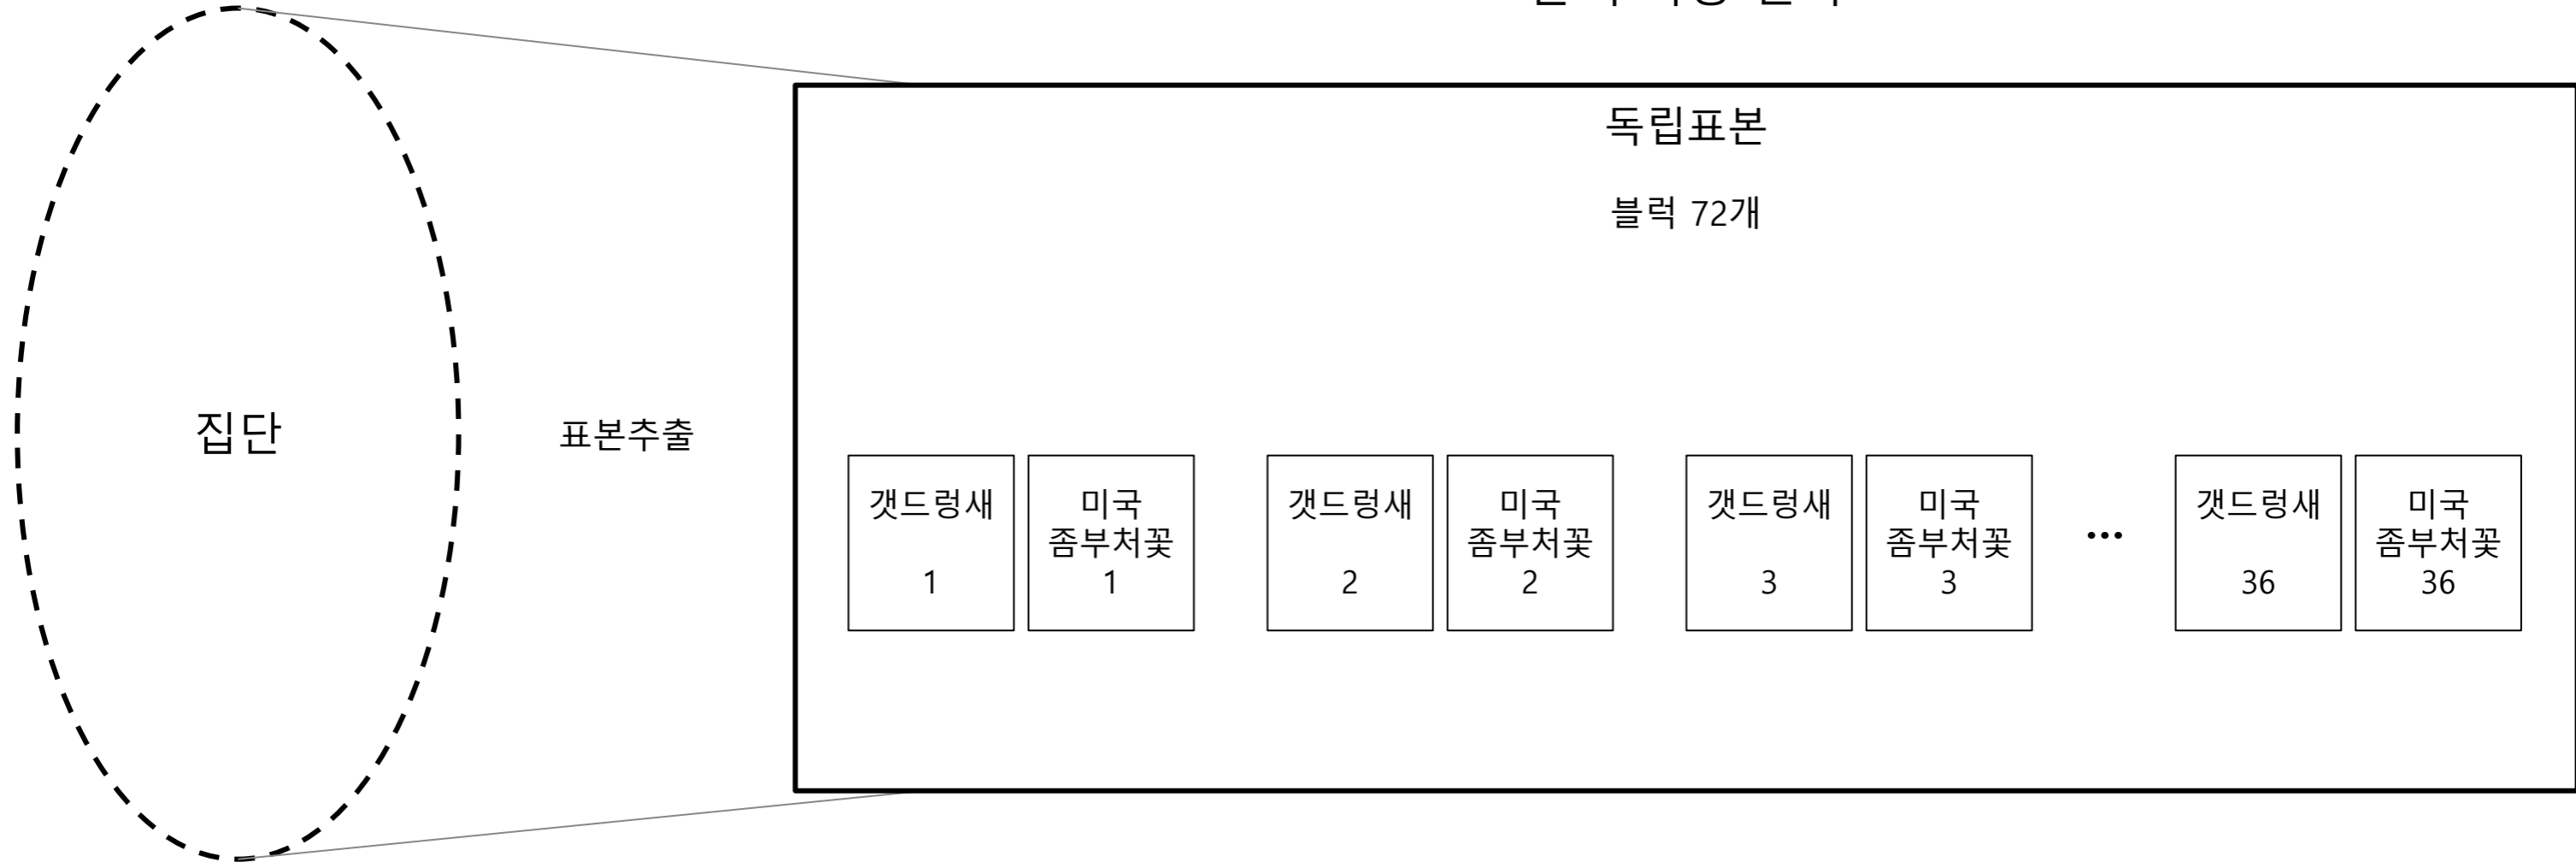 독립표본
블럭 72개
집단
표본추출
갯드렁새
1
미국
좀부처꽃
1
갯드렁새
2
미국
좀부처꽃
2
갯드렁새
3
미국
좀부처꽃
3
...
갯드렁새
36
미국
좀부처꽃
36